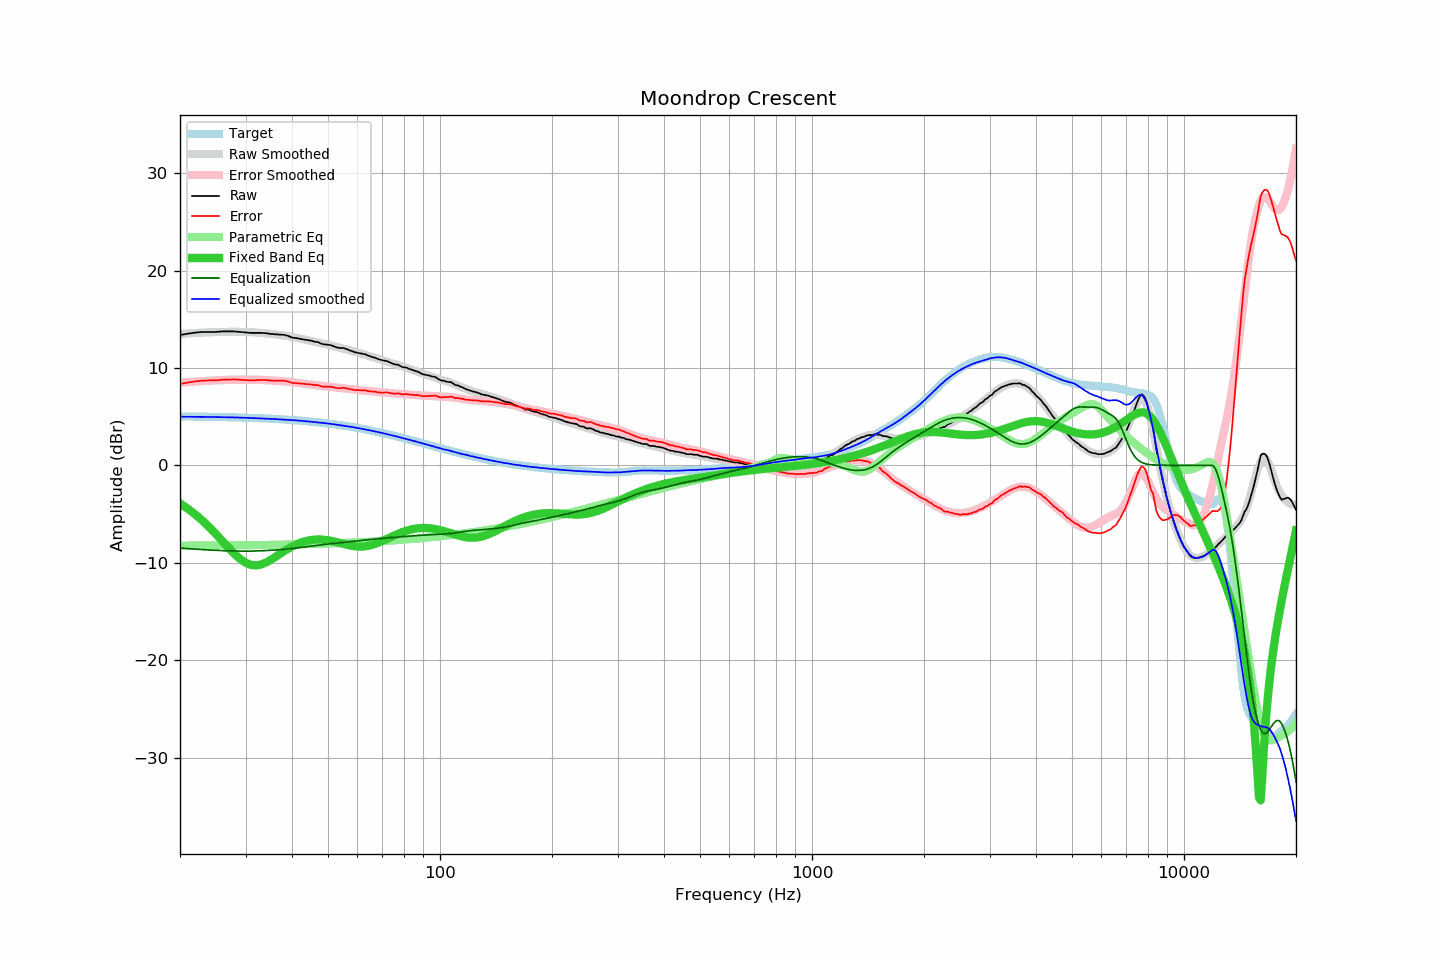 Moondrop Crescent
Target
Raw Smoothed
Error Smoothed
Raw
Error
Parametric Eq
Fixed Band Eq
Equalization
Equalized smoothed
30
20
10
0
−10
−20
−30
Amplitude (dBr)
100
1000
10000
Frequency (Hz)